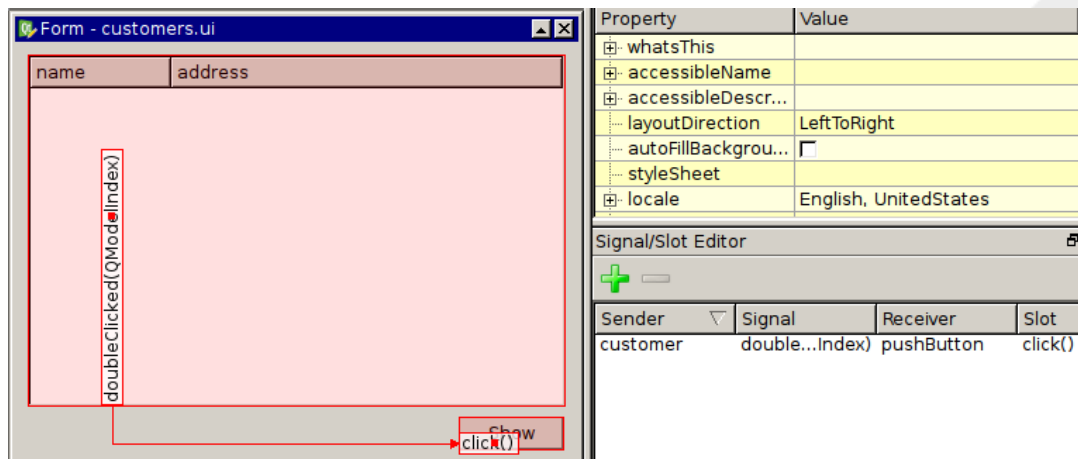 Form - customers.ui
name address
doubleClicked(QModelIndex)
Show
click()
Property Value
whatsThis
accessibleName
accessibleDescr...
layoutDirection LeftToRight
autoFillBackgrou...
styleSheet
locale English, UnitedStates
Signal/Slot Editor
Sender Signal Receiver Slot
customer double...Index) pushButton click()